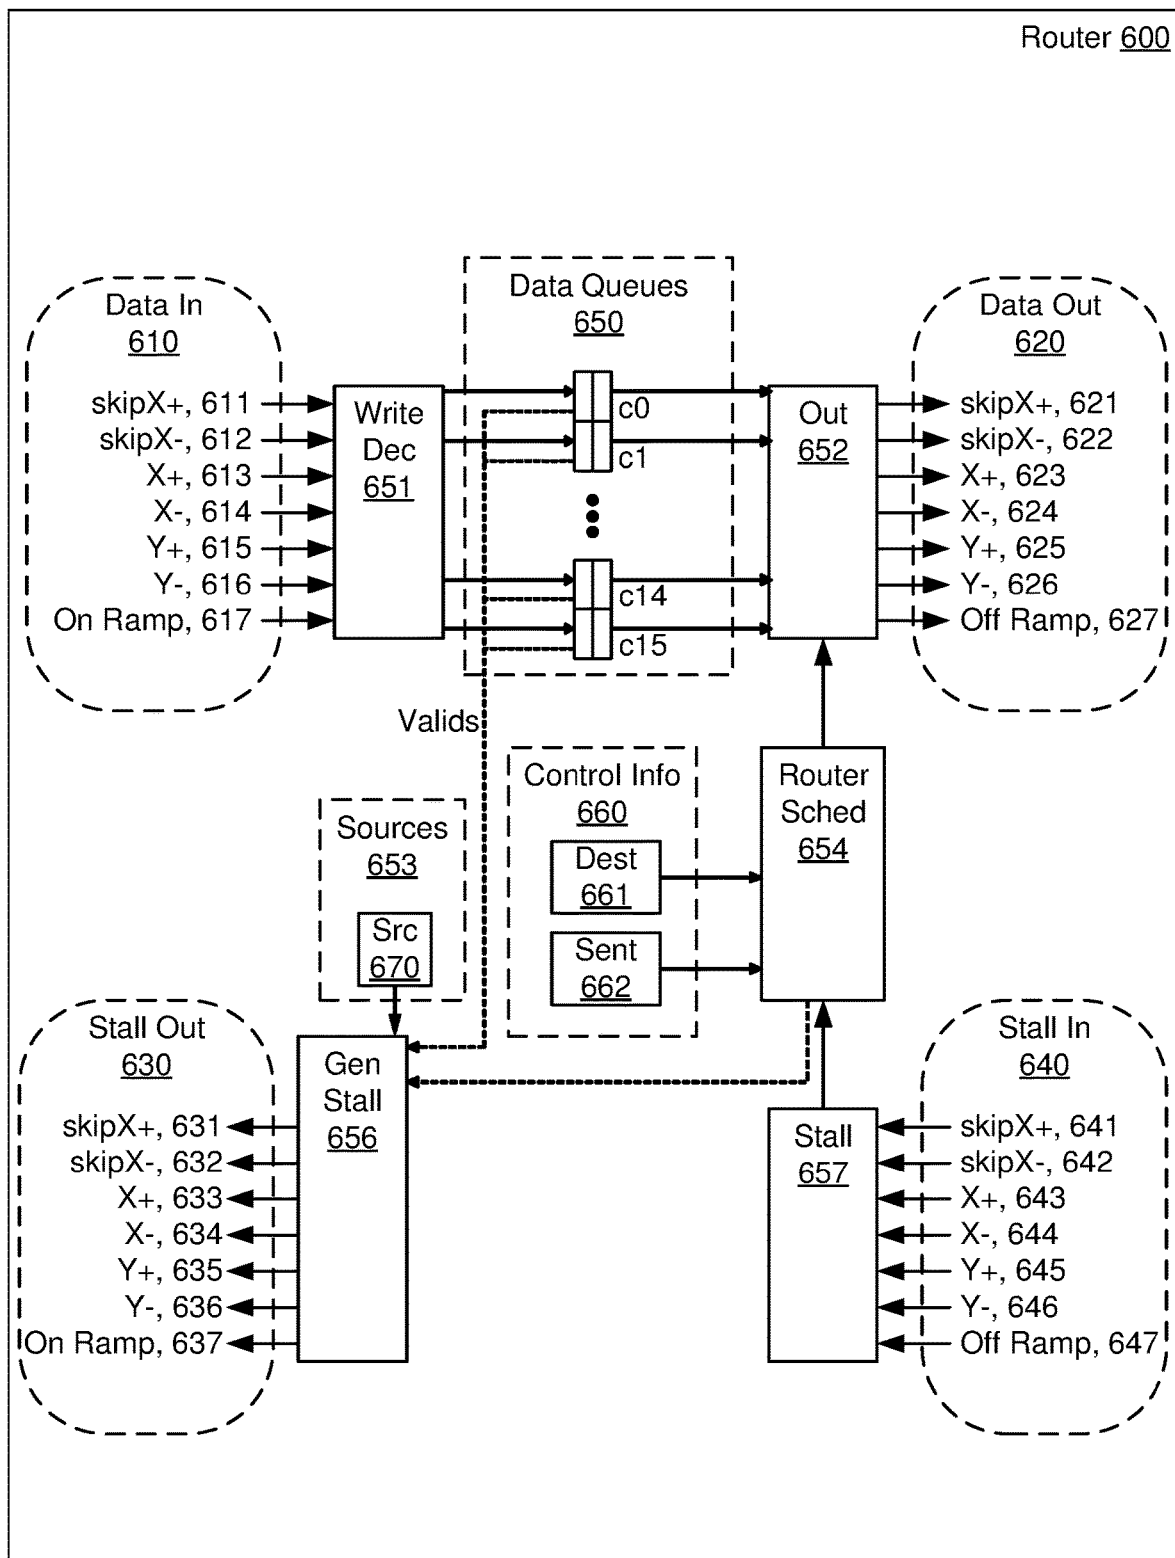 Router 600
Data In
610
skipX+, 611
skipX-, 612
X+, 613
X-, 614
Y+, 615
Y-, 616
On Ramp, 617
Write
Dec
651
Data Queues
650
c0
c1
c14
c15
Out
652
Data Out
620
skipX+, 621
skipX-, 622
X+, 623
X-, 624
Y+, 625
Y-, 626
Off Ramp, 627
Valids
Sources
653
Src
670
Control Info
660
Dest
661
Sent
662
Router
Sched
654
Stall Out
630
skipX+, 631
skipX-, 632
X+, 633
X-, 634
Y+, 635
Y-, 636
On Ramp, 637
Gen
Stall
656
Stall
657
Stall In
640
skipX+, 641
skipX-, 642
X+, 643
X-, 644
Y+, 645
Y-, 646
Off Ramp, 647